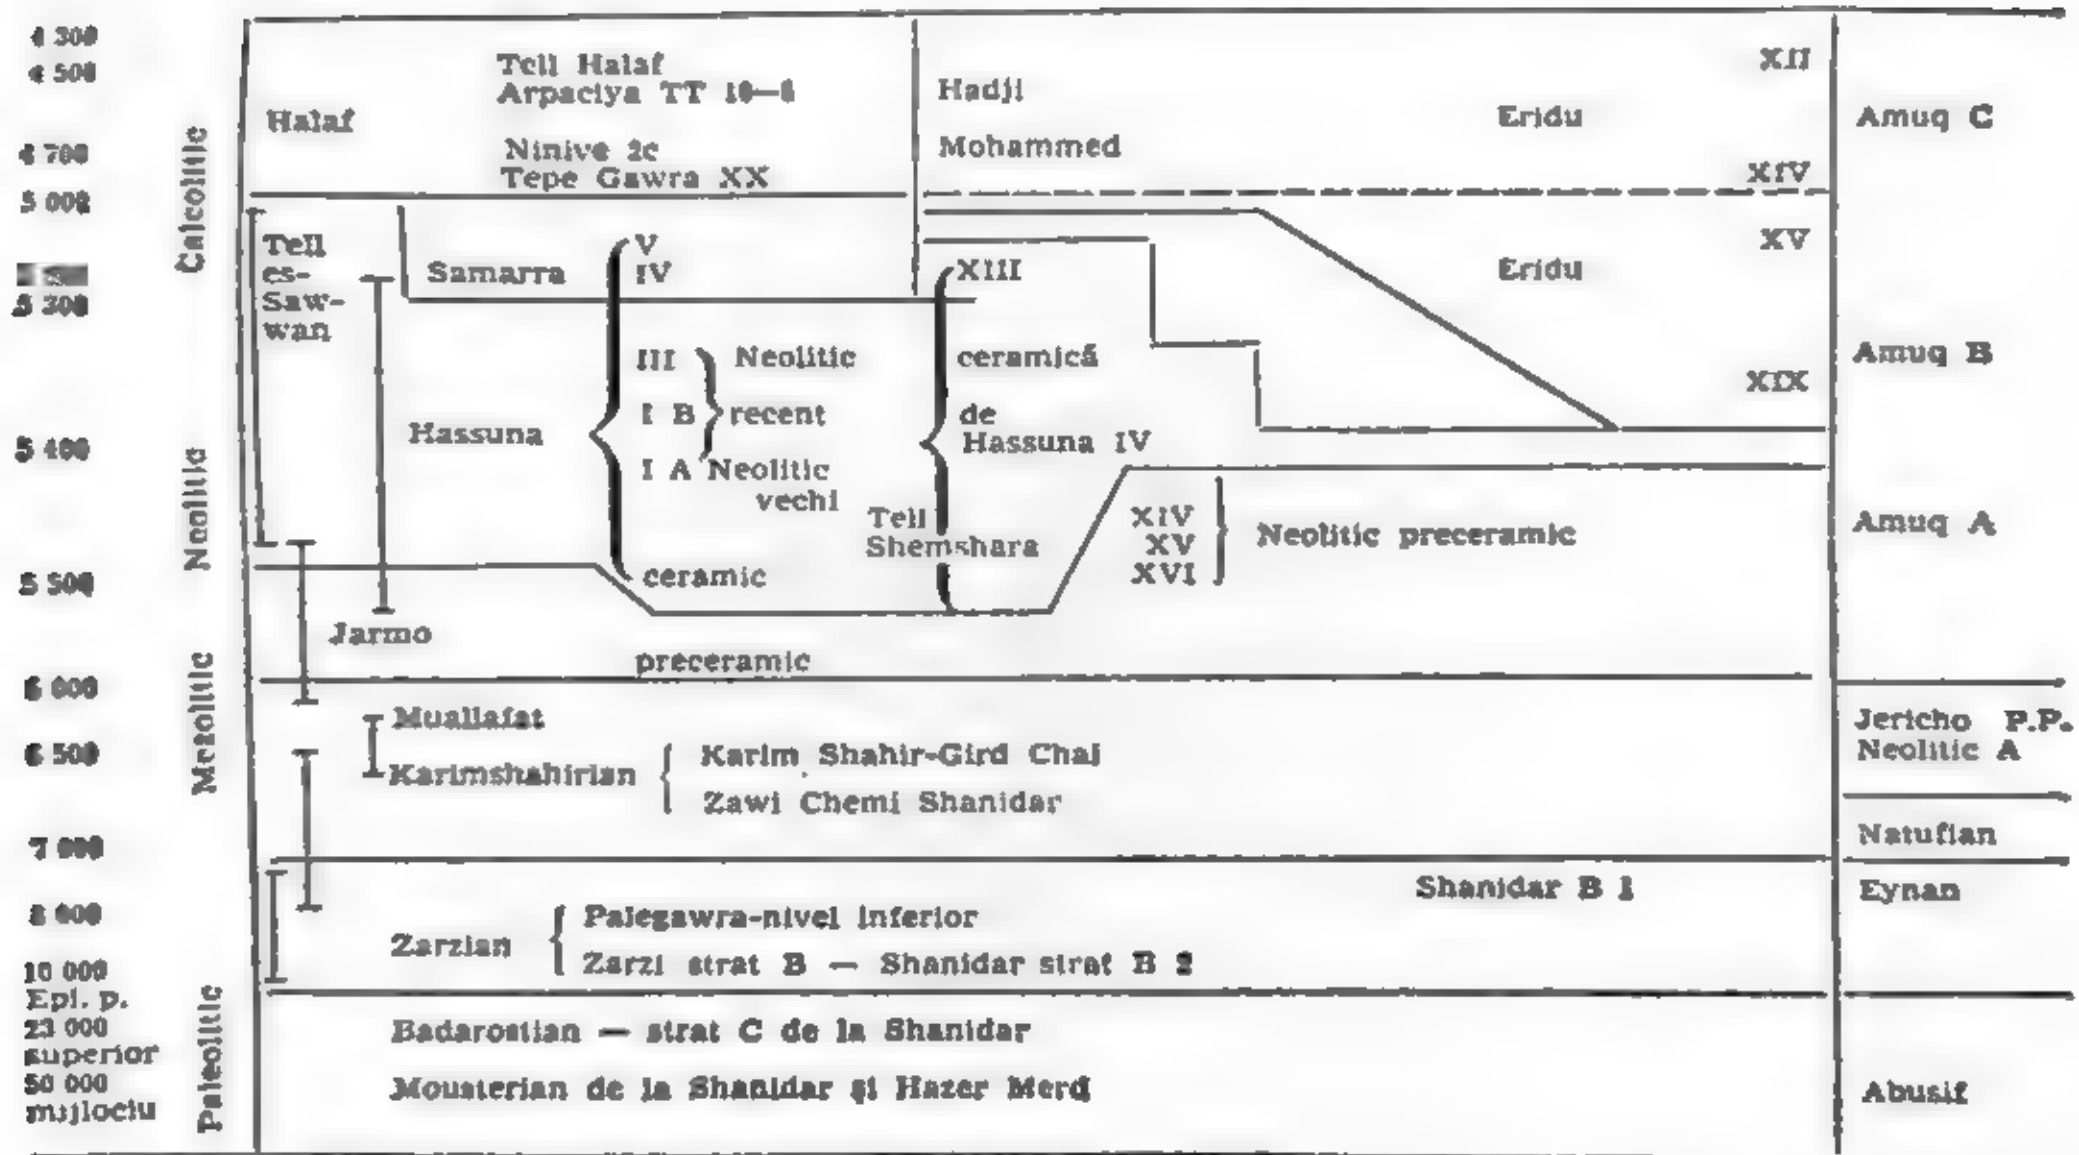 4 300
4 500
4 700
5 000
5 300
5 400
5 500
6 000
6 500
7 000
8 000
10 000
Epi. p.
23 000
superior
50 000
mijlociu
Calcolitic
Neolitic
Mezolitic
Paleolitic
Halaf
Tell Halaf
Arpaciya TT 10—6
Ninive 2c
Tepe Gawra XX
Hadji
Mohammed
Eridu
XII
XIV
Amuq C
Tell
es-
Saw-
wan
Samarra
V
IV
XIII
Eridu
XV
XIX
Amuq B
Hassuna
III
Neolitic
I B
recent
I A Neolitic
vechi
ceramic
ceramică
de
Hassuna IV
Tell
Shemshara
XIV
XV
XVI
Neolitic preceramic
Amuq A
Jarmo
preceramic
Muallafat
Karimshahirian
Karim Shahir-Gird Chai
Zawi Chemi Shanidar
Jericho P.P.
Neolitic A
Natufian
Shanidar B 1
Eynan
Zarzian
Palegawra-nivel inferior
Zarzi strat B — Shanidar strat B 2
Badarostian — strat C de la Shanidar
Mousterian de la Shanidar și Hazer Merd
Abusif